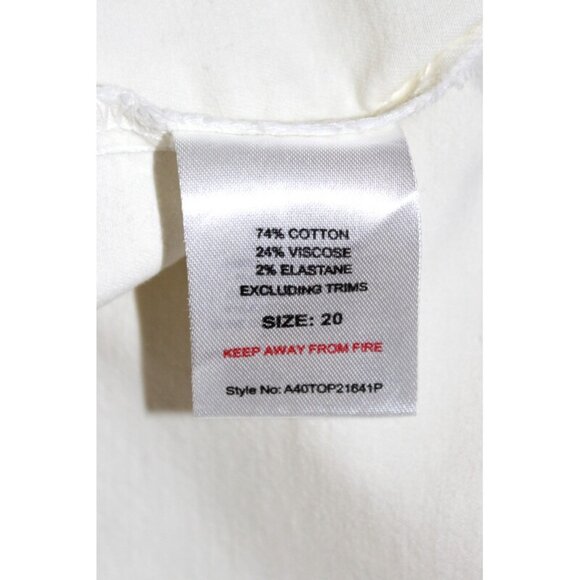 74% COTTON
24% VISCOSE
2% ELASTANE
EXCLUDING TRIMS
SIZE: 20
KEEP AWAY FROM FIRE
Style No: A40TOP21641P